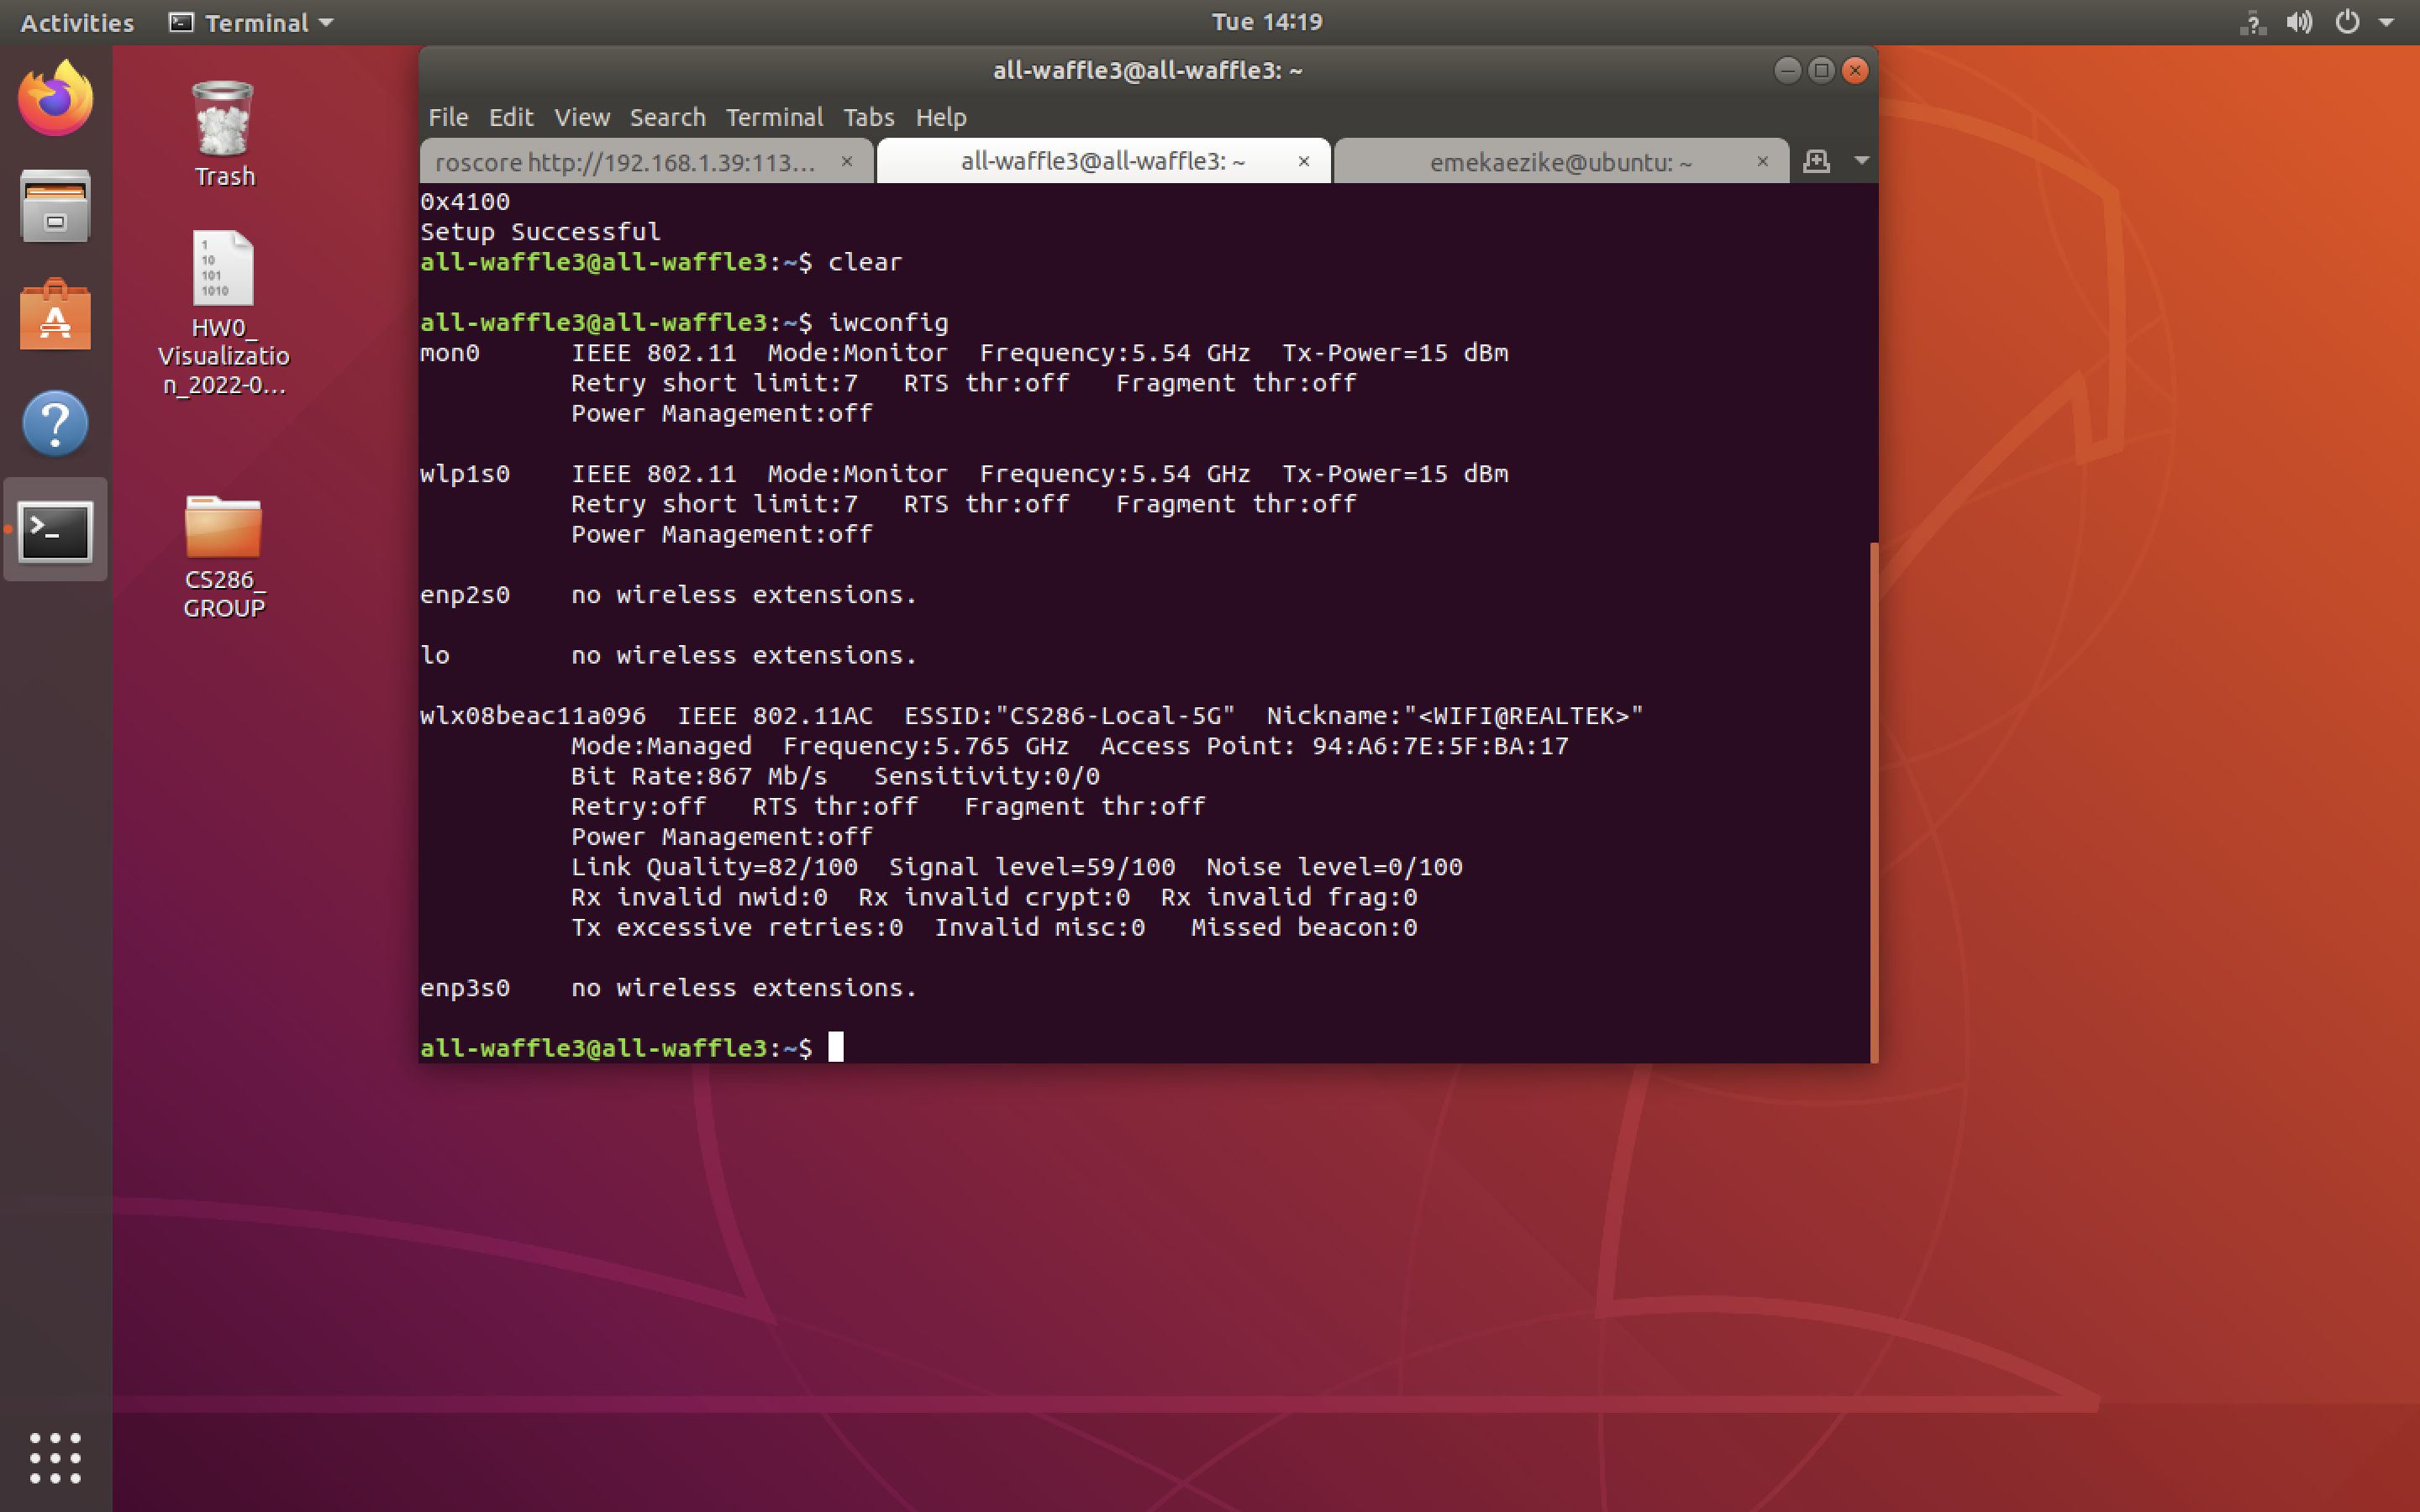 Activities Terminal Tue 14:19
all-waffle3@all-waffle3: ~
File Edit View Search Terminal Tabs Help
roscore http://192.168.1.39:113... × all-waffle3@all-waffle3: ~ × emekaezike@ubuntu: ~ ×
Trash
1
10
101
1010
HW0_
Visualizatio
n_2022-0...
CS286_
GROUP
0x4100
Setup Successful
all-waffle3@all-waffle3:~$ clear
all-waffle3@all-waffle3:~$ iwconfig
mon0      IEEE 802.11  Mode:Monitor  Frequency:5.54 GHz  Tx-Power=15 dBm
          Retry short limit:7   RTS thr:off   Fragment thr:off
          Power Management:off
wlp1s0    IEEE 802.11  Mode:Monitor  Frequency:5.54 GHz  Tx-Power=15 dBm
          Retry short limit:7   RTS thr:off   Fragment thr:off
          Power Management:off
enp2s0    no wireless extensions.
lo        no wireless extensions.
wlx08beac11a096  IEEE 802.11AC  ESSID:"CS286-Local-5G"  Nickname:"<WIFI@REALTEK>"
          Mode:Managed  Frequency:5.765 GHz  Access Point: 94:A6:7E:5F:BA:17
          Bit Rate:867 Mb/s   Sensitivity:0/0
          Retry:off   RTS thr:off   Fragment thr:off
          Power Management:off
          Link Quality=82/100  Signal level=59/100  Noise level=0/100
          Rx invalid nwid:0  Rx invalid crypt:0  Rx invalid frag:0
          Tx excessive retries:0  Invalid misc:0   Missed beacon:0
enp3s0    no wireless extensions.
all-waffle3@all-waffle3:~$